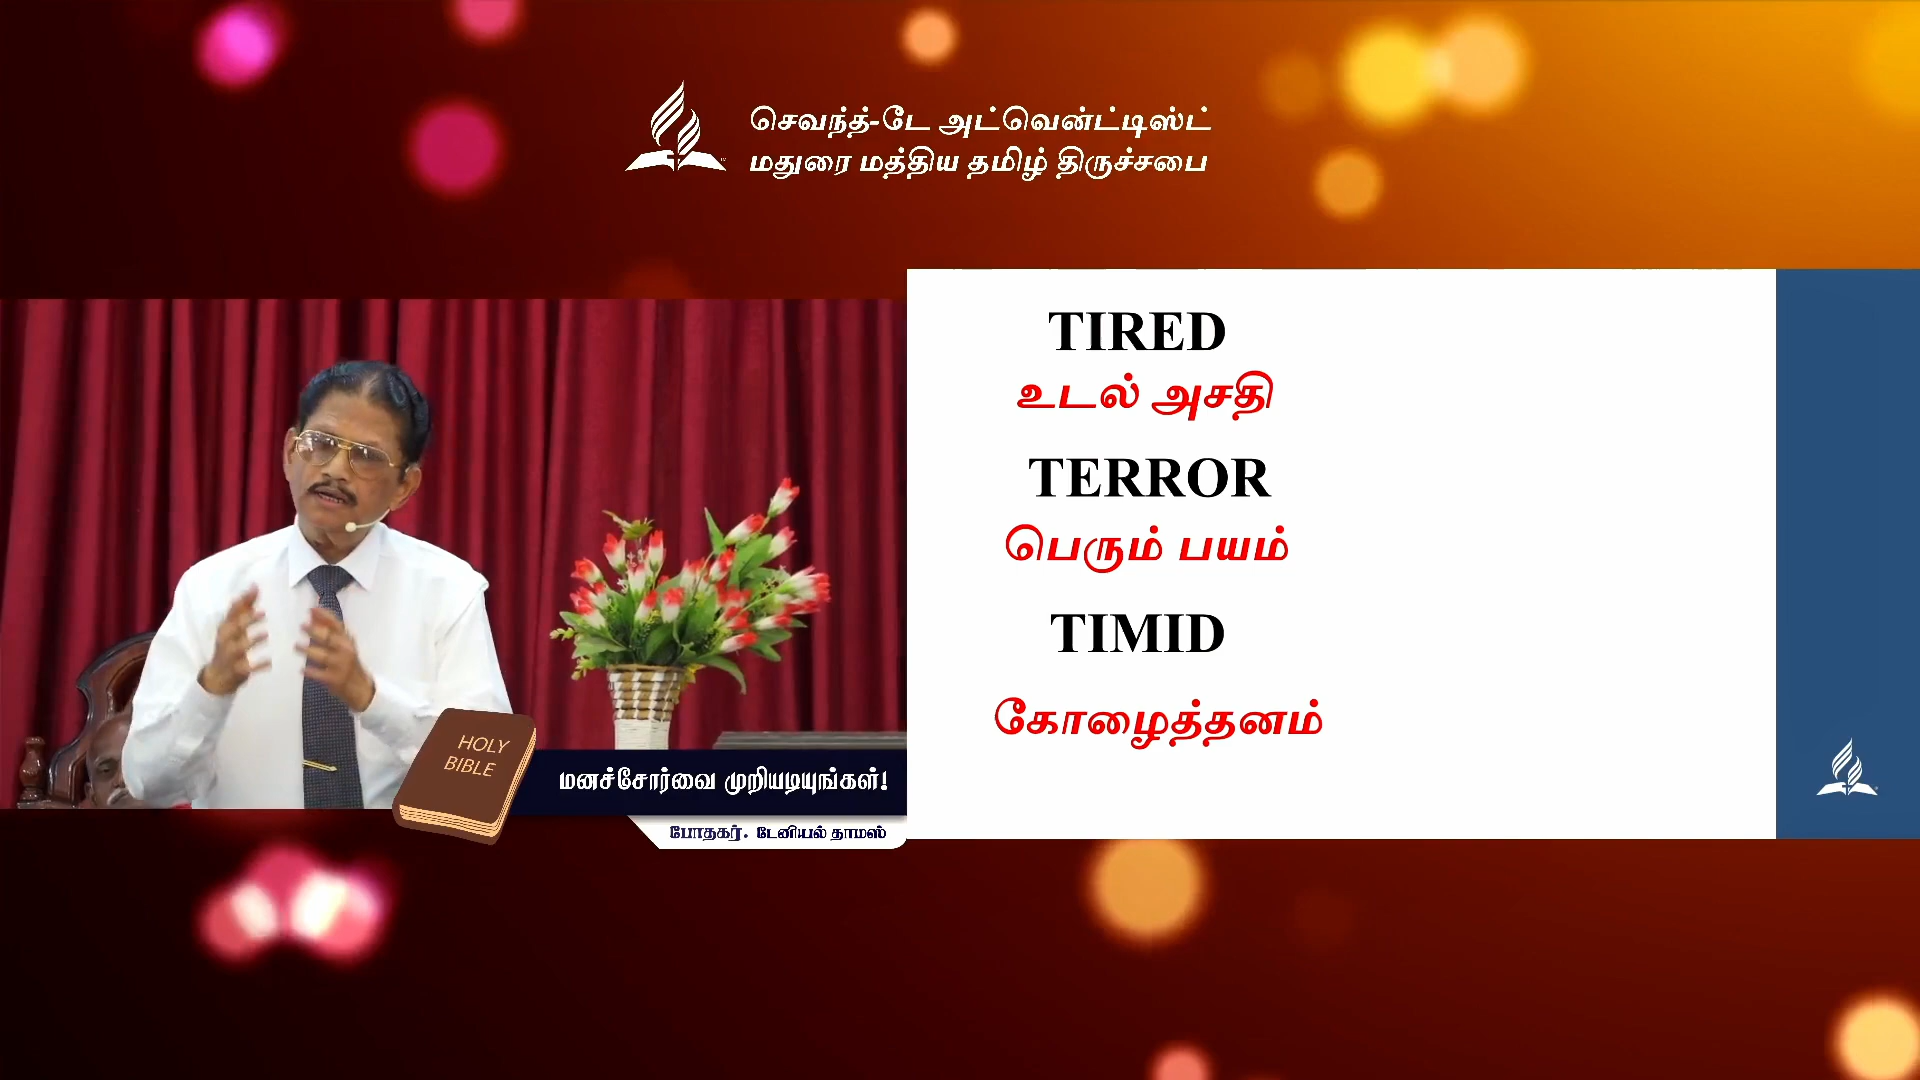 செவந்த்-டே அட்வென்ட்டிஸ்ட்
மதுரை மத்திய தமிழ் திருச்சபை
TIRED
உடல் அசதி
TERROR
பெரும் பயம்
TIMID
கோழைத்தனம்
HOLY
BIBLE
மனச்சோர்வை முறியடியுங்கள்!
போதகர். டேனியல் தாமஸ்